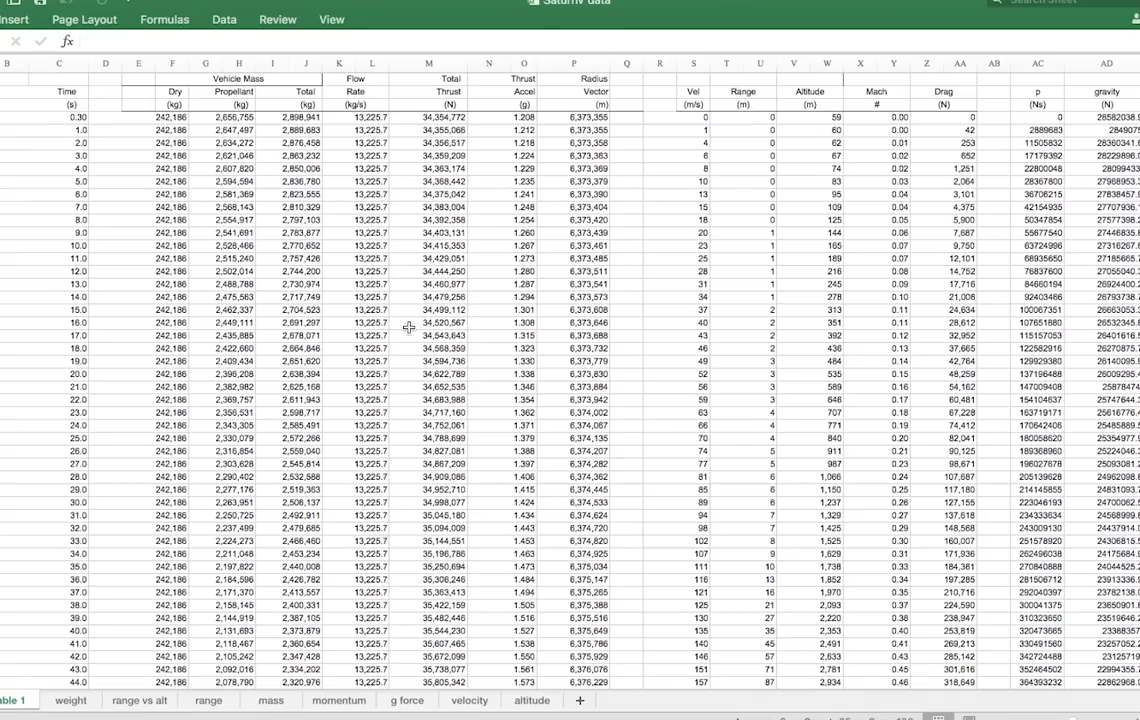 SaturnV data
Search Sheet
Insert Page Layout Formulas Data Review View
fx
B C D E F G H I J K L M N O P Q R S T U V W X Y Z AA AB AC AD
Vehicle Mass Flow Total Thrust Radius
Time Dry Propellant Total Rate Thrust Accel Vector Vel Range Altitude Mach Drag p gravity
(s) (kg) (kg) (kg) (kg/s) (N) (g) (m) (m/s) (m) (m) # (N) (Ns) (N)
0.30 242,186 2,656,755 2,898,941 13,225.7 34,354,772 1.208 6,373,355 0 0 59 0.00 0 0 28582038.9
1.0 242,186 2,647,497 2,889,683 13,225.7 34,355,066 1.212 6,373,355 1 0 60 0.00 42 2889683 2849075
2.0 242,186 2,634,272 2,876,458 13,225.7 34,356,517 1.218 6,373,358 4 0 62 0.01 253 11505832 28360341.6
3.0 242,186 2,621,046 2,863,232 13,225.7 34,359,209 1.224 6,373,363 6 0 67 0.02 652 17179392 28229896.0
4.0 242,186 2,607,820 2,850,006 13,225.7 34,363,174 1.229 6,373,369 8 0 74 0.02 1,251 22800048 2809943
5.0 242,186 2,594,594 2,836,780 13,225.7 34,368,442 1.235 6,373,379 10 0 83 0.03 2,064 28367800 27968953.
6.0 242,186 2,581,369 2,823,555 13,225.7 34,375,042 1.241 6,373,390 13 0 95 0.04 3,101 36706215 27838457.
7.0 242,186 2,568,143 2,810,329 13,225.7 34,383,004 1.248 6,373,404 15 0 109 0.04 4,375 42154935 27707936.
8.0 242,186 2,554,917 2,797,103 13,225.7 34,392,358 1.254 6,373,420 18 0 125 0.05 5,900 50347854 27577398.
9.0 242,186 2,541,691 2,783,877 13,225.7 34,403,131 1.260 6,373,439 20 1 144 0.06 7,687 55677540 27446835.
10.0 242,186 2,528,466 2,770,652 13,225.7 34,415,353 1.267 6,373,461 23 1 165 0.07 9,750 63724996 27316267.
11.0 242,186 2,515,240 2,757,426 13,225.7 34,429,051 1.273 6,373,485 25 1 189 0.07 12,101 68935650 27185665.
12.0 242,186 2,502,014 2,744,200 13,225.7 34,444,250 1.280 6,373,511 28 1 216 0.08 14,752 76837600 27055040.
13.0 242,186 2,488,788 2,730,974 13,225.7 34,460,977 1.287 6,373,541 31 1 245 0.09 17,716 84660194 26924400.
14.0 242,186 2,475,563 2,717,749 13,225.7 34,479,256 1.294 6,373,573 34 1 278 0.10 21,008 92403466 26793738.
15.0 242,186 2,462,337 2,704,523 13,225.7 34,499,112 1.301 6,373,608 37 2 313 0.11 24,634 100067351 26663053.
16.0 242,186 2,449,111 2,691,297 13,225.7 34,520,567 1.308 6,373,646 40 2 351 0.11 28,612 107651880 26532345.
17.0 242,186 2,435,885 2,678,071 13,225.7 34,543,643 1.315 6,373,688 43 2 392 0.12 32,952 115157053 26401616.
18.0 242,186 2,422,660 2,664,846 13,225.7 34,568,359 1.323 6,373,732 46 2 436 0.13 37,665 122582916 26270875.
19.0 242,186 2,409,434 2,651,620 13,225.7 34,594,736 1.330 6,373,779 49 3 484 0.14 42,764 129929380 26140095.
20.0 242,186 2,396,208 2,638,394 13,225.7 34,622,789 1.338 6,373,830 52 3 535 0.15 48,259 137196488 26009295.
21.0 242,186 2,382,982 2,625,168 13,225.7 34,652,535 1.346 6,373,884 56 3 589 0.16 54,162 147009408 25878474
22.0 242,186 2,369,757 2,611,943 13,225.7 34,683,988 1.354 6,373,942 59 3 646 0.17 60,481 154104637 25747644.
23.0 242,186 2,356,531 2,598,717 13,225.7 34,717,160 1.362 6,374,002 63 4 707 0.18 67,228 163719171 25616776.
24.0 242,186 2,343,305 2,585,491 13,225.7 34,752,061 1.371 6,374,067 66 4 771 0.19 74,412 170642406 25485889.
25.0 242,186 2,330,079 2,572,266 13,225.7 34,788,699 1.379 6,374,135 70 4 840 0.20 82,041 180058620 25354977.
26.0 242,186 2,316,854 2,559,040 13,225.7 34,827,081 1.388 6,374,207 74 5 911 0.21 90,125 189368960 25224046.
27.0 242,186 2,303,628 2,545,814 13,225.7 34,867,209 1.397 6,374,282 77 5 987 0.23 98,671 196027678 25093081.
28.0 242,186 2,290,402 2,532,588 13,225.7 34,909,086 1.406 6,374,362 81 6 1,066 0.24 107,687 205139628 24962098.
29.0 242,186 2,277,176 2,519,363 13,225.7 34,952,710 1.415 6,374,445 85 6 1,150 0.25 117,180 214145855 24831093.
30.0 242,186 2,263,951 2,506,137 13,225.7 34,998,077 1.424 6,374,533 89 6 1,237 0.26 127,155 223046193 24700062.
31.0 242,186 2,250,725 2,492,911 13,225.7 35,045,180 1.434 6,374,624 94 7 1,329 0.27 137,618 234333634 24568999.
32.0 242,186 2,237,499 2,479,685 13,225.7 35,094,009 1.443 6,374,720 98 7 1,425 0.29 148,568 243009130 24437914.
33.0 242,186 2,224,273 2,466,460 13,225.7 35,144,551 1.453 6,374,820 102 8 1,525 0.30 160,007 251578920 24306815.
34.0 242,186 2,211,048 2,453,234 13,225.7 35,196,786 1.463 6,374,925 107 9 1,629 0.31 171,936 262496038 24175684.
35.0 242,186 2,197,822 2,440,008 13,225.7 35,250,694 1.473 6,375,034 111 10 1,738 0.33 184,361 270840888 24044525.
36.0 242,186 2,184,596 2,426,782 13,225.7 35,306,246 1.484 6,375,147 116 13 1,852 0.34 197,285 281506712 23913336.
37.0 242,186 2,171,370 2,413,557 13,225.7 35,363,413 1.494 6,375,265 121 16 1,970 0.35 210,716 292040397 23782138.
38.0 242,186 2,158,145 2,400,331 13,225.7 35,422,159 1.505 6,375,388 125 21 2,093 0.37 224,590 300041375 23650901.
39.0 242,186 2,144,919 2,387,105 13,225.7 35,482,446 1.516 6,375,516 130 27 2,220 0.38 238,947 310323650 23519646.
40.0 242,186 2,131,693 2,373,879 13,225.7 35,544,230 1.527 6,375,649 135 35 2,353 0.40 253,819 320473665 2338835
41.0 242,186 2,118,467 2,360,654 13,225.7 35,607,465 1.538 6,375,786 140 45 2,491 0.41 269,213 330491560 23257052.
42.0 242,186 2,105,242 2,347,428 13,225.7 35,672,099 1.550 6,375,929 146 57 2,633 0.43 285,142 342724488 2312571
43.0 242,186 2,092,016 2,334,202 13,225.7 35,738,077 1.561 6,376,076 151 71 2,781 0.45 301,616 352464502 22994355.
44.0 242,186 2,078,790 2,320,976 13,225.7 35,805,342 1.573 6,376,229 157 87 2,934 0.46 318,649 364393232 22862968.
able 1 weight range vs alt range mass momentum g force velocity altitude +